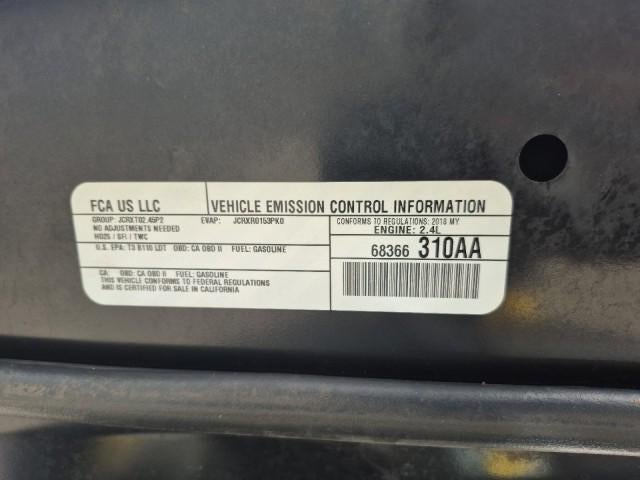 FCA US LLC
VEHICLE EMISSION CONTROL INFORMATION
GROUP: JCRXT02.45P2 EVAP: JCRXR0153PK0
NO ADJUSTMENTS NEEDED
HO2S / SFI / TWC
CONFORMS TO REGULATIONS: 2018 MY
ENGINE: 2.4L
U.S. EPA: T3 B110 LDT OBD: CA OBD II FUEL: GASOLINE
68366 310AA
CA: OBD: CA OBD II FUEL: GASOLINE
THIS VEHICLE CONFORMS TO FEDERAL REGULATIONS
AND IS CERTIFIED FOR SALE IN CALIFORNIA